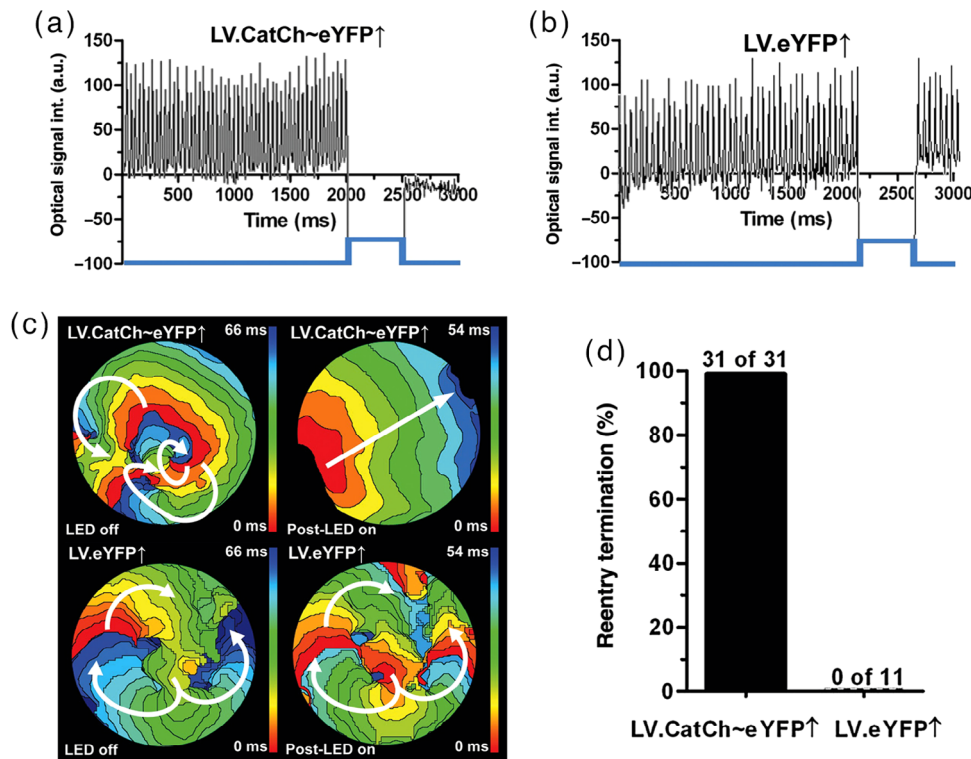 (a)
LV.CatCh~eYFP↑
Optical signal int. (a.u.)
150
100
50
0
−50
−100
500 1000 1500 2000 2500 3000
Time (ms)
(b)
LV.eYFP↑
Optical signal int. (a.u.)
150
100
50
0
−50
−100
500 1000 1500 2000 2500 3000
Time (ms)
(c)
LV.CatCh~eYFP↑ 66 ms
LED off 0 ms
LV.CatCh~eYFP↑ 54 ms
Post-LED on 0 ms
LV.eYFP↑ 66 ms
LED off 0 ms
LV.eYFP↑ 54 ms
Post-LED on 0 ms
(d)
Reentry termination (%)
100
80
60
40
20
0
31 of 31
0 of 11
LV.CatCh~eYFP↑ LV.eYFP↑